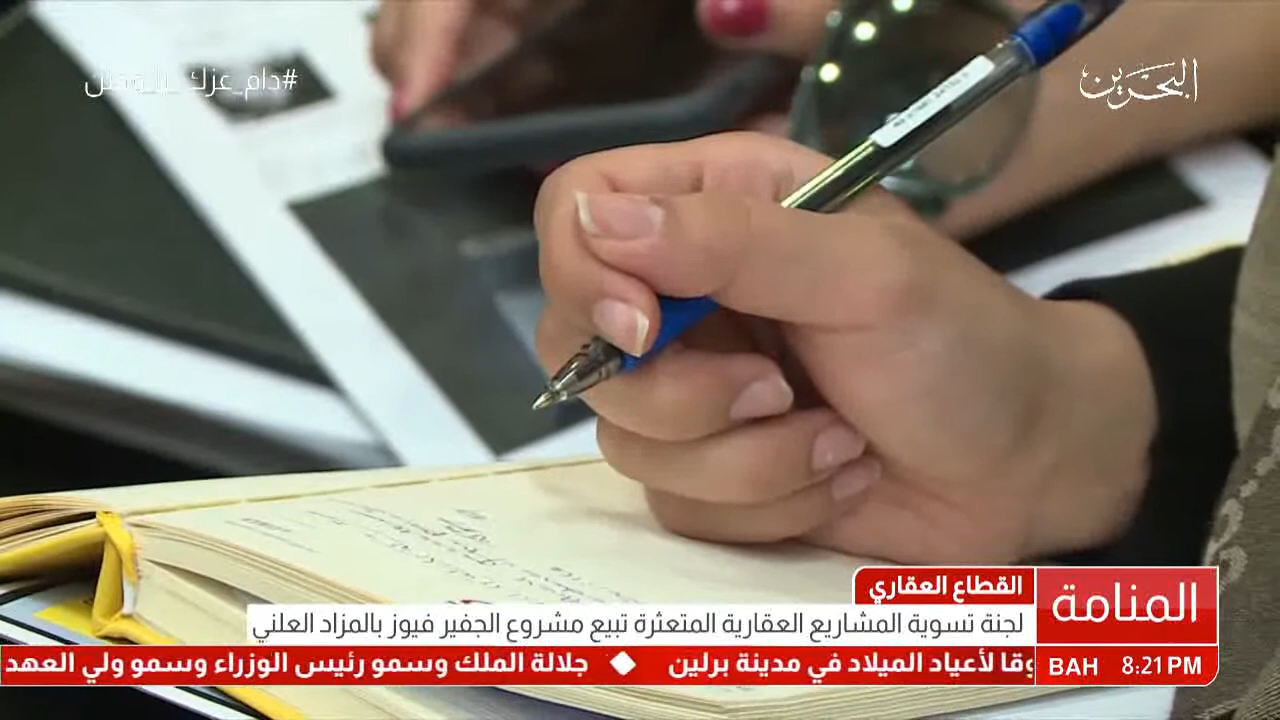 #دام_عزك_يا_وطن
البحرين
القطاع العقاري
المنامة
لجنة تسوية المشاريع العقارية المتعثرة تبيع مشروع الجفير فيوز بالمزاد العلني
وقا لأعياد الميلاد في مدينة برلين ◆ جلالة الملك وسمو رئيس الوزراء وسمو ولي العهد
BAH 8:21 PM